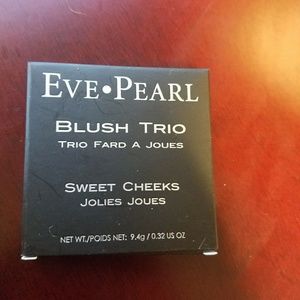 EVE•PEARL
BLUSH TRIO
TRIO FARD A JOUES
SWEET CHEEKS
JOLIES JOUES
NET WT./POIDS NET: 9.4g / 0.32 US OZ